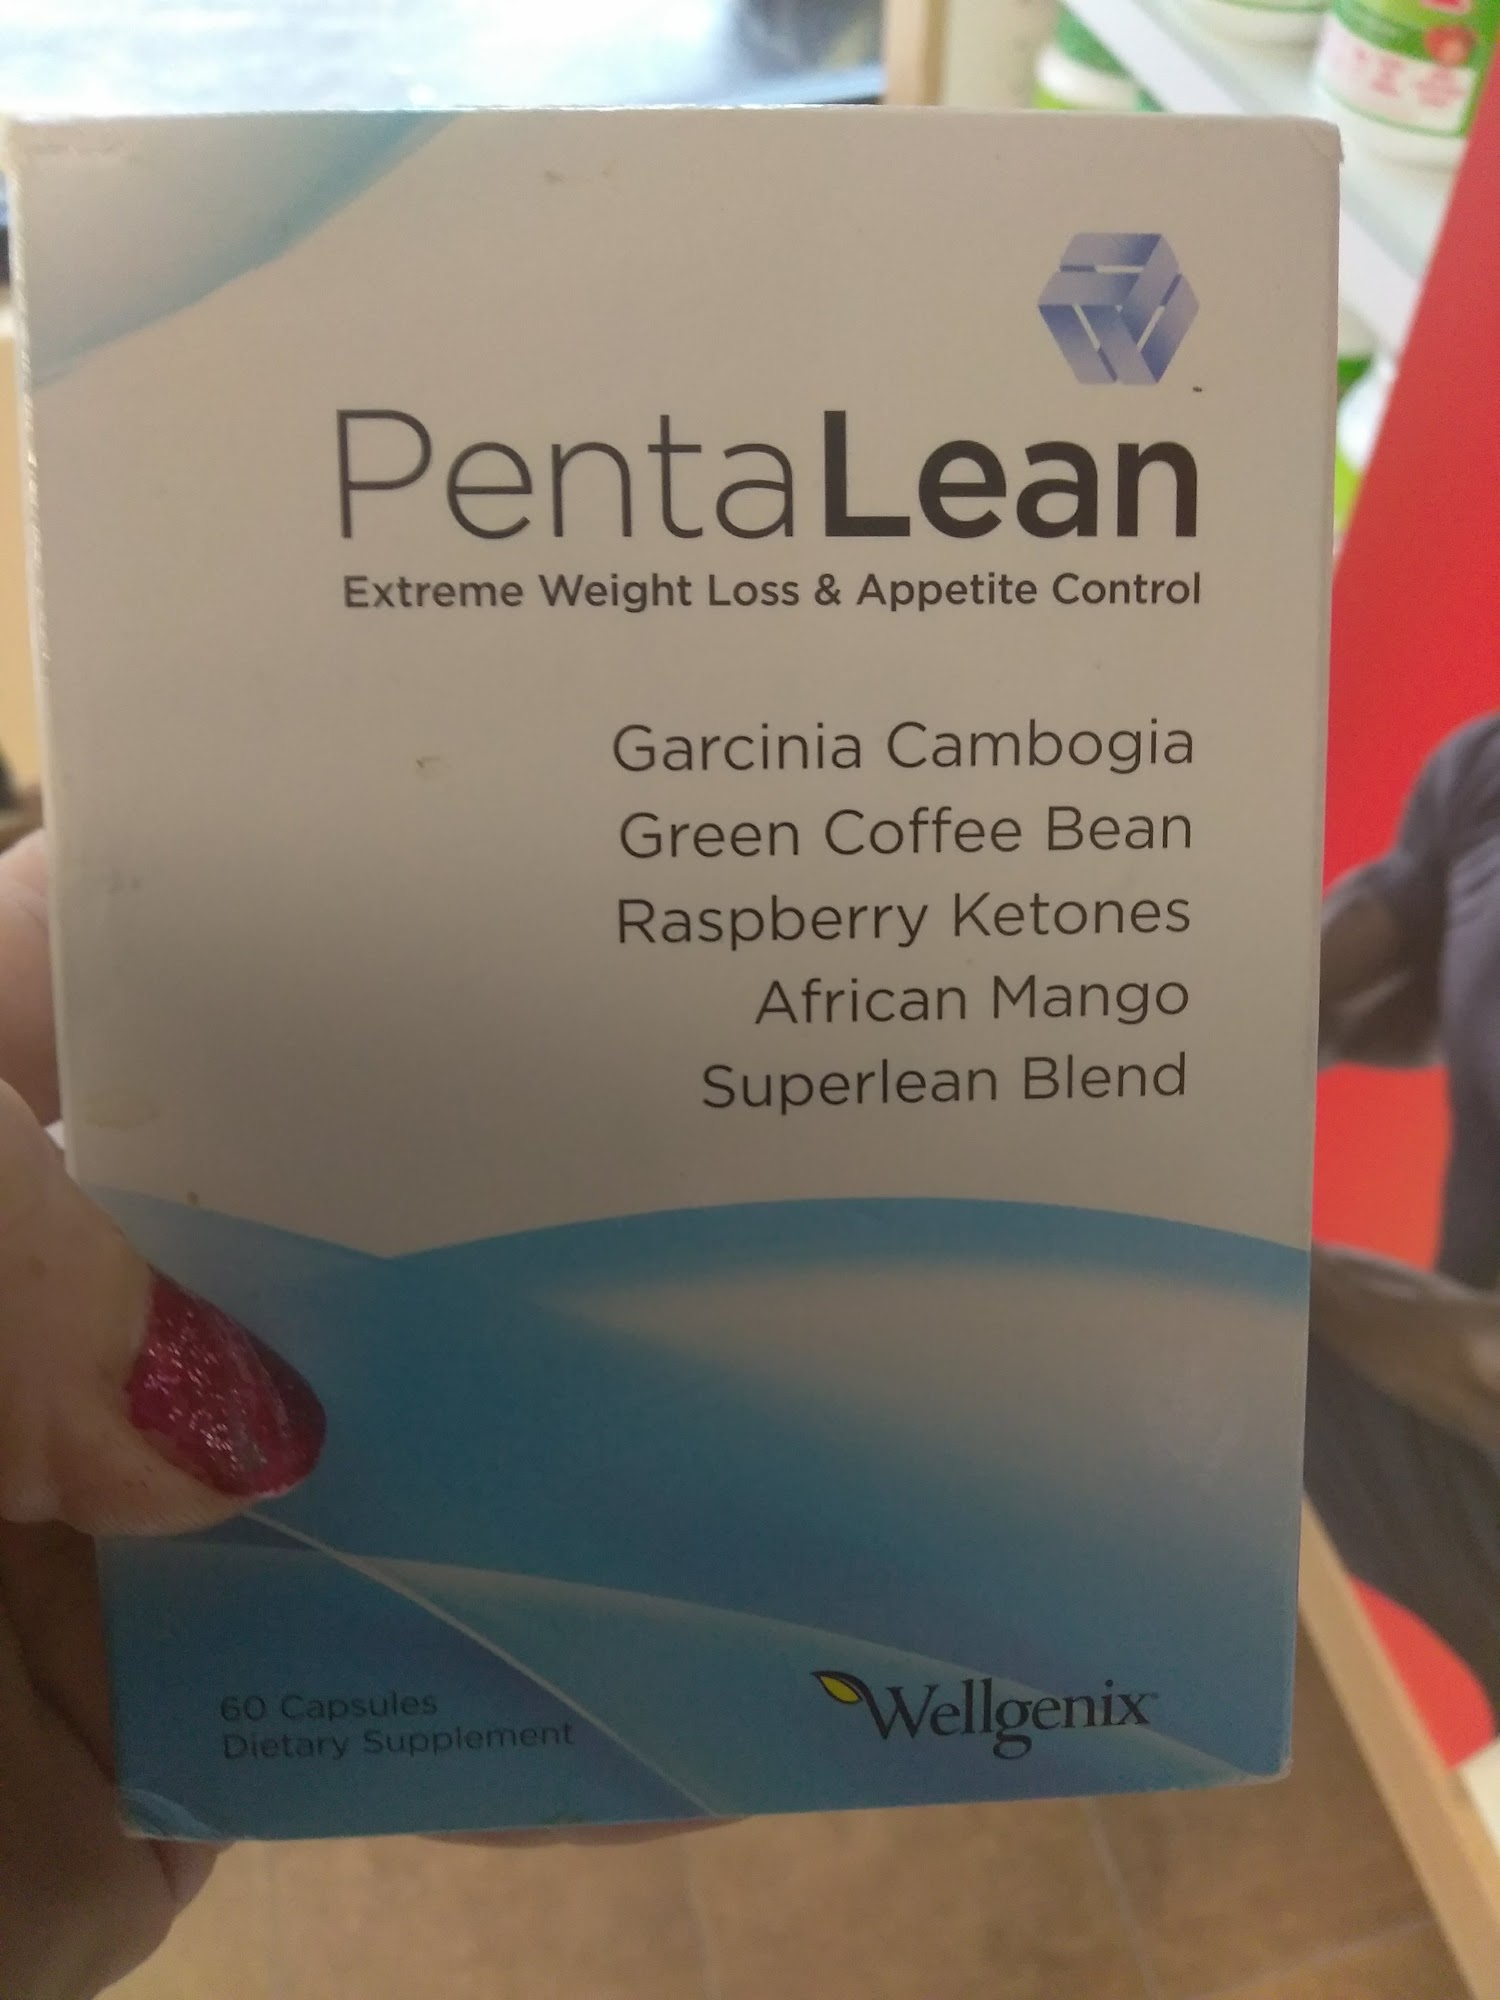 PentaLean
Extreme Weight Loss & Appetite Control
Garcinia Cambogia
Green Coffee Bean
Raspberry Ketones
African Mango
Superlean Blend
60 Capsules
Dietary Supplement
Wellgenix